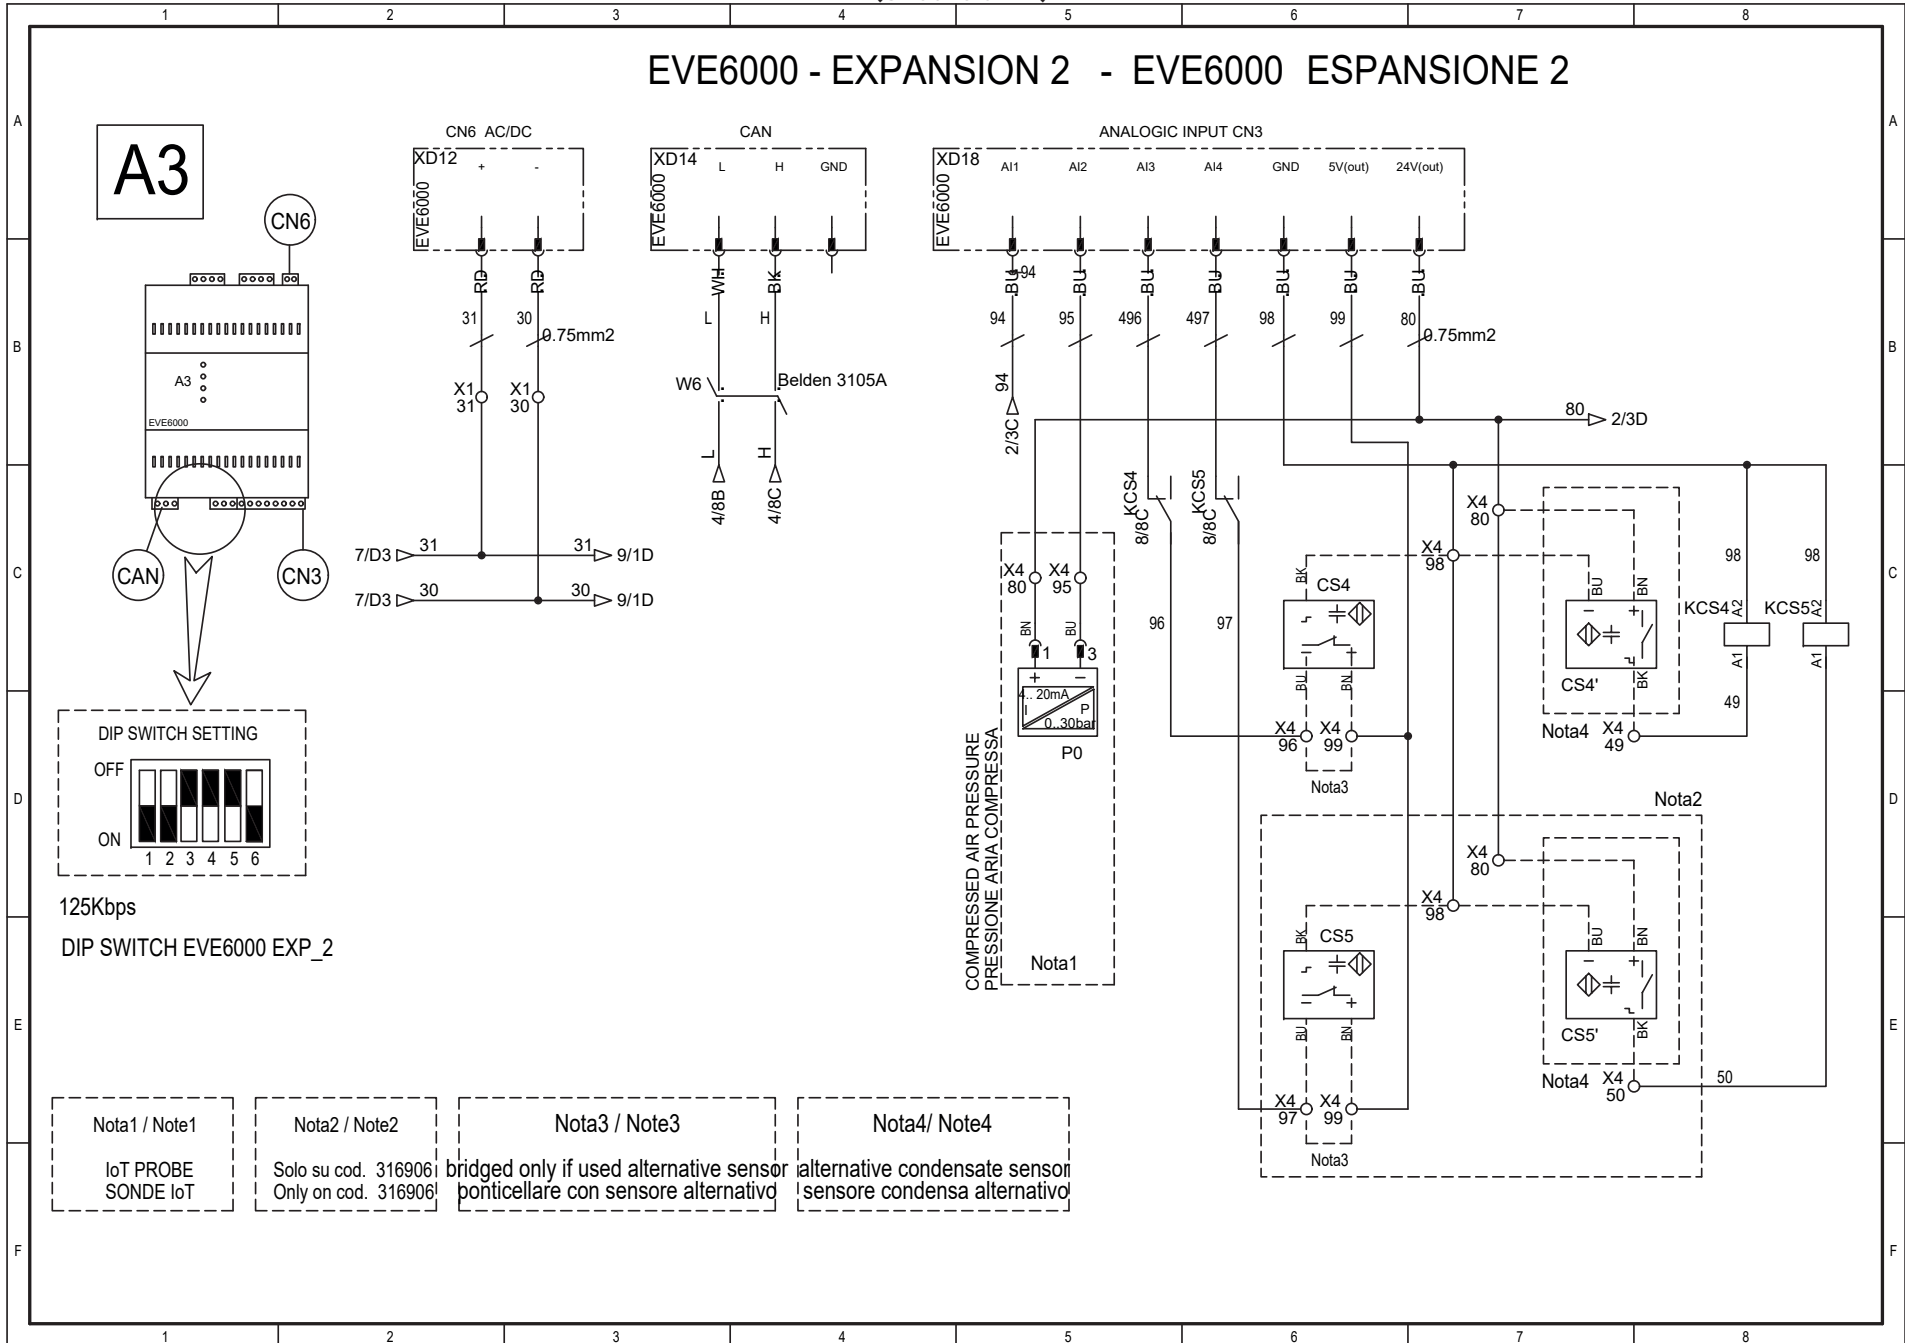 1 2 3 4 5 6 7 8
EVE6000 - EXPANSION 2 - EVE6000 ESPANSIONE 2
A
A
A3
CN6
CN6 AC/DC
XD12
+
-
EVE6000
CAN
XD14
L
H
GND
EVE6000
ANALOGIC INPUT CN3
XD18
AI1
AI2
AI3
AI4
GND
5V(out)
24V(out)
EVE6000
RD
RD
WH
BK
BU
94
BU
BU
BU
BU
BU
BU
31
30
0.75mm2
L
H
94
95
496
497
98
99
80
0.75mm2
B
B
A3
EVE6000
X1
31
X1
30
W6
Belden 3105A
94
2/3C
80
2/3D
L
4/8B
H
4/8C
KCS4
8/8C
KCS5
8/8C
CAN
CN3
C
C
7/D3
31
31
9/1D
7/D3
30
30
9/1D
X4
80
X4
95
BN
BU
1
3
+
-
4.. 20mA
I
P
0..30bar
P0
COMPRESSED AIR PRESSURE
PRESSIONE ARIA COMPRESSA
Nota1
96
97
BK
CS4
-
+
BU
BN
X4
96
X4
99
Nota3
X4
98
X4
80
BU
BN
-
+
CS4'
BK
Nota4
X4
49
98
98
KCS4
A2
KCS5
A2
A1
A1
49
D
D
DIP SWITCH SETTING
OFF
ON
1 2 3 4 5 6
125Kbps
DIP SWITCH EVE6000 EXP_2
Nota2
X4
80
X4
98
BK
CS5
-
+
BU
BN
X4
97
X4
99
Nota3
BU
BN
-
+
CS5'
BK
Nota4
X4
50
50
E
E
Nota1 / Note1
IoT PROBE
SONDE IoT
Nota2 / Note2
Solo su cod. 316906
Only on cod. 316906
Nota3 / Note3
bridged only if used alternative sensor
ponticellare con sensore alternativo
Nota4/ Note4
alternative condensate sensor
sensore condensa alternativo
F
F
1 2 3 4 5 6 7 8